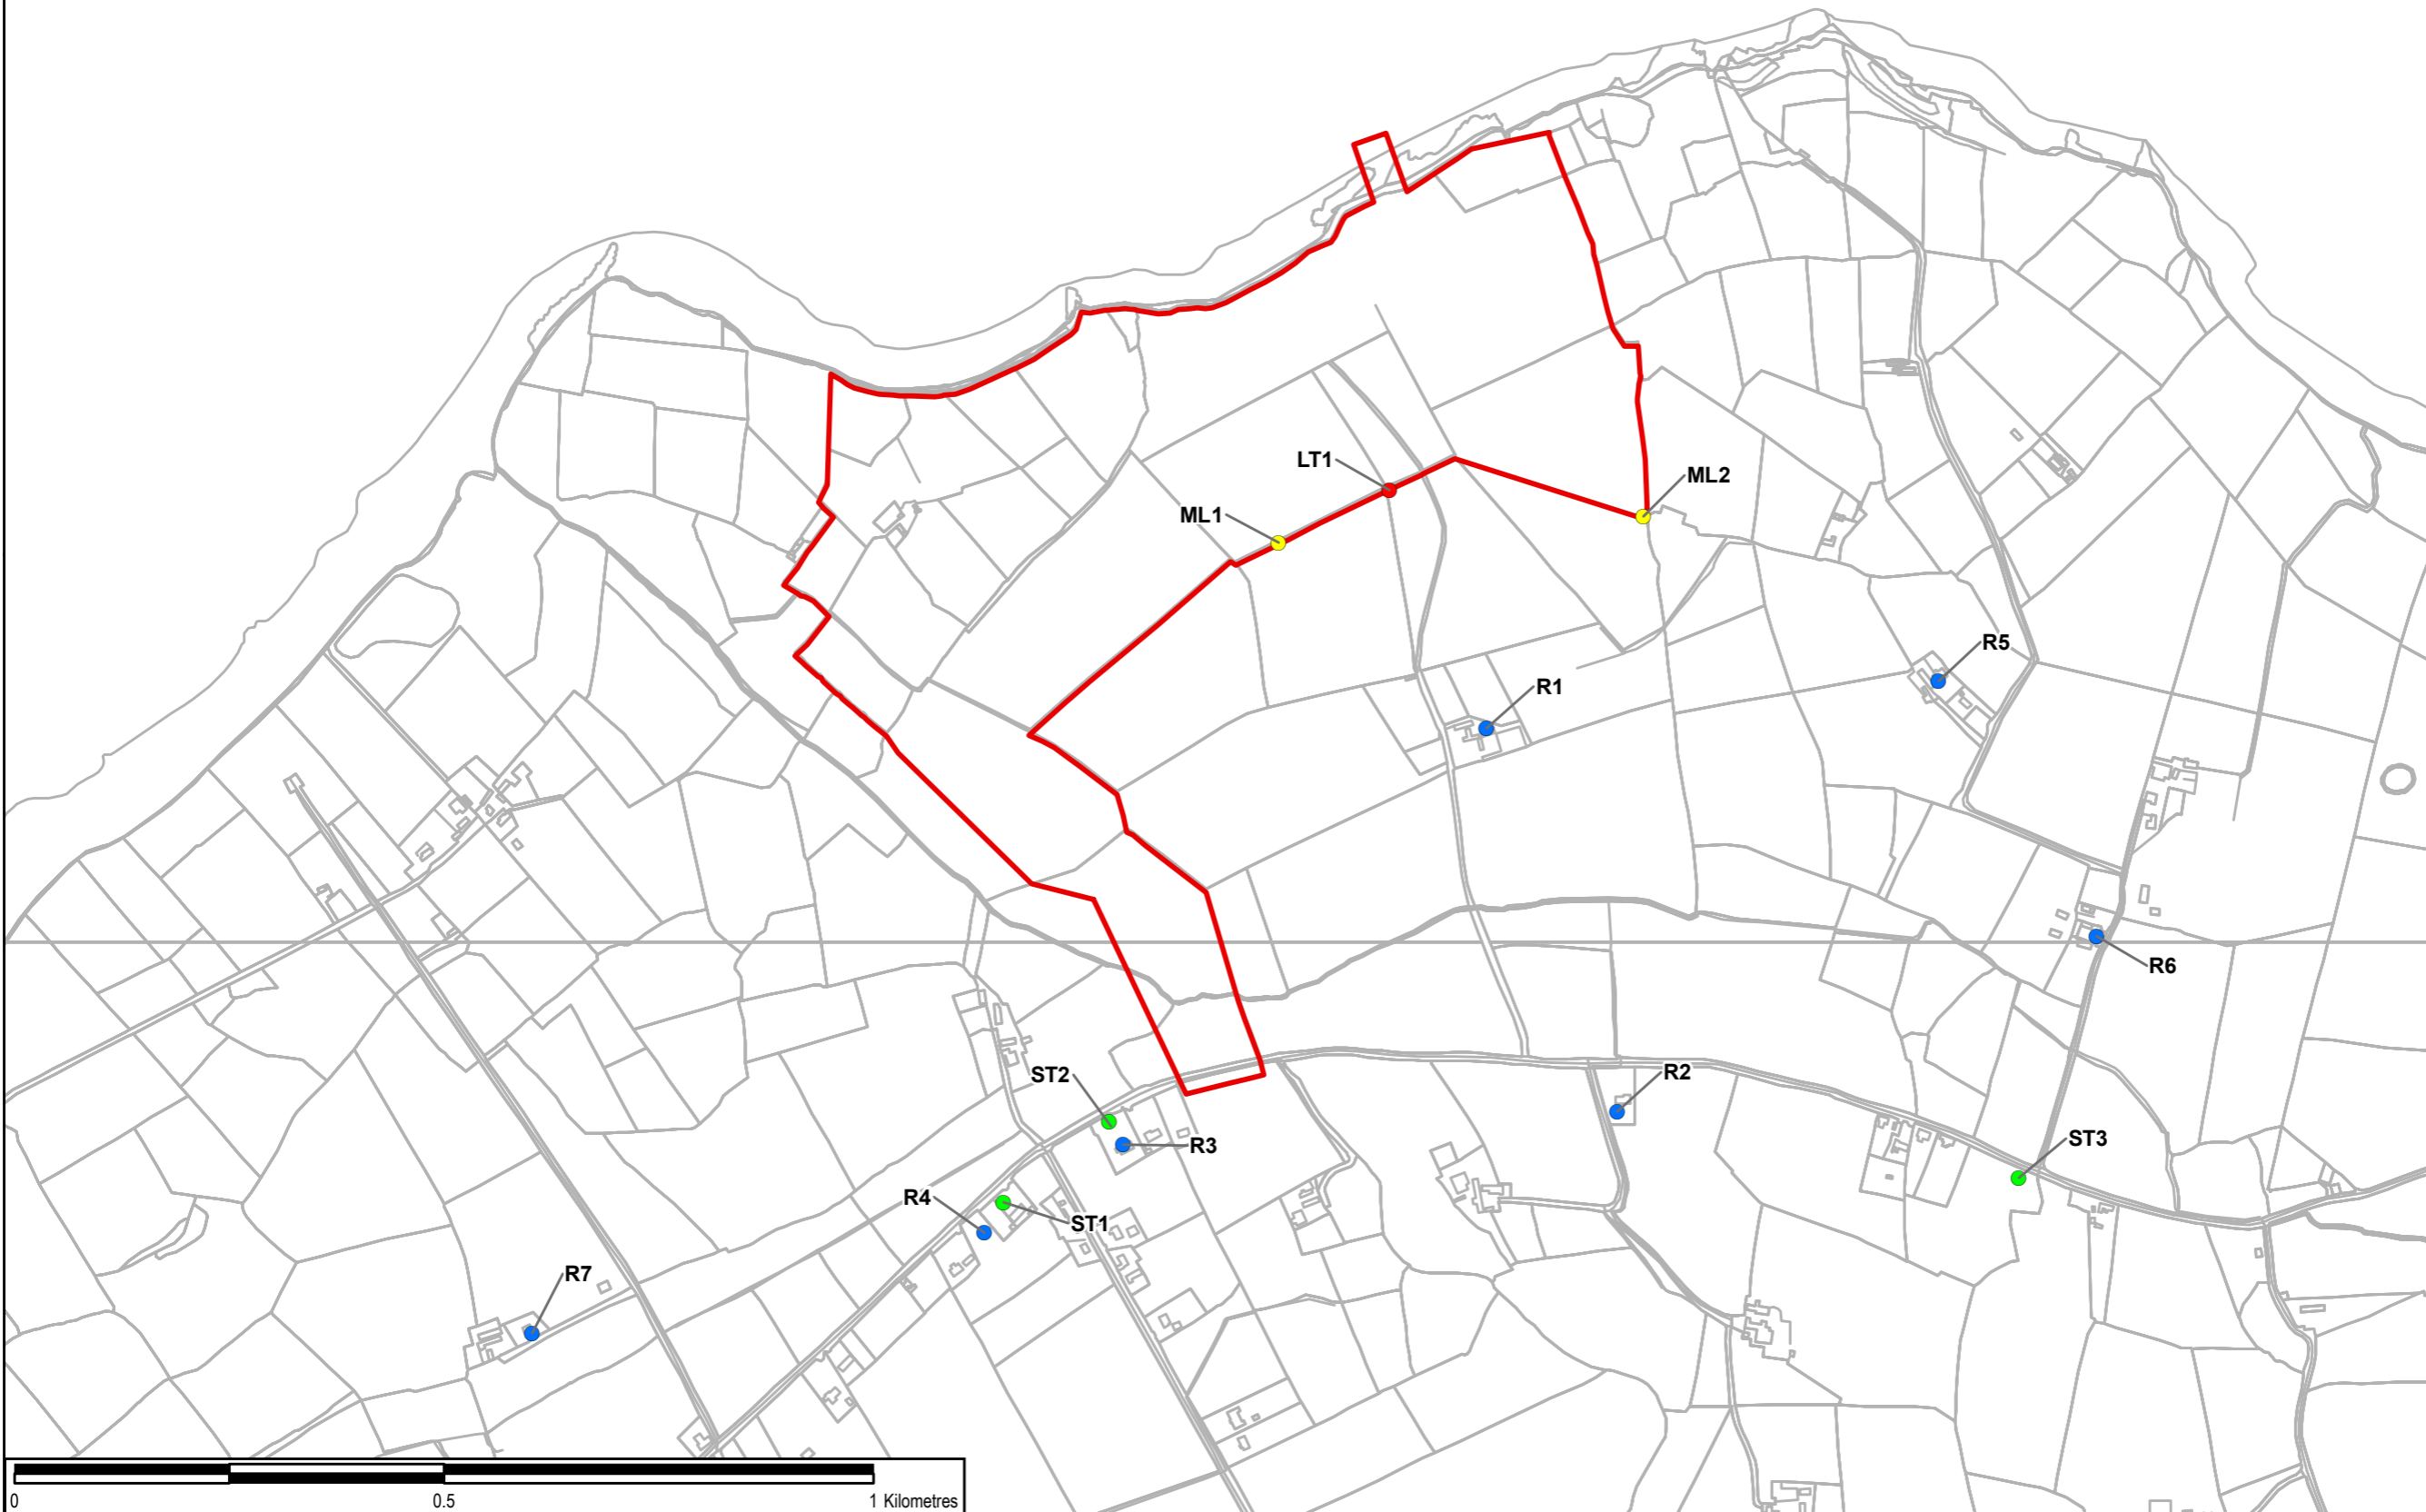 LT1
ML2
ML1
R5
R1
R6
ST2
R2
R3
ST3
R4
ST1
R7
0 0.5 1 Kilometres